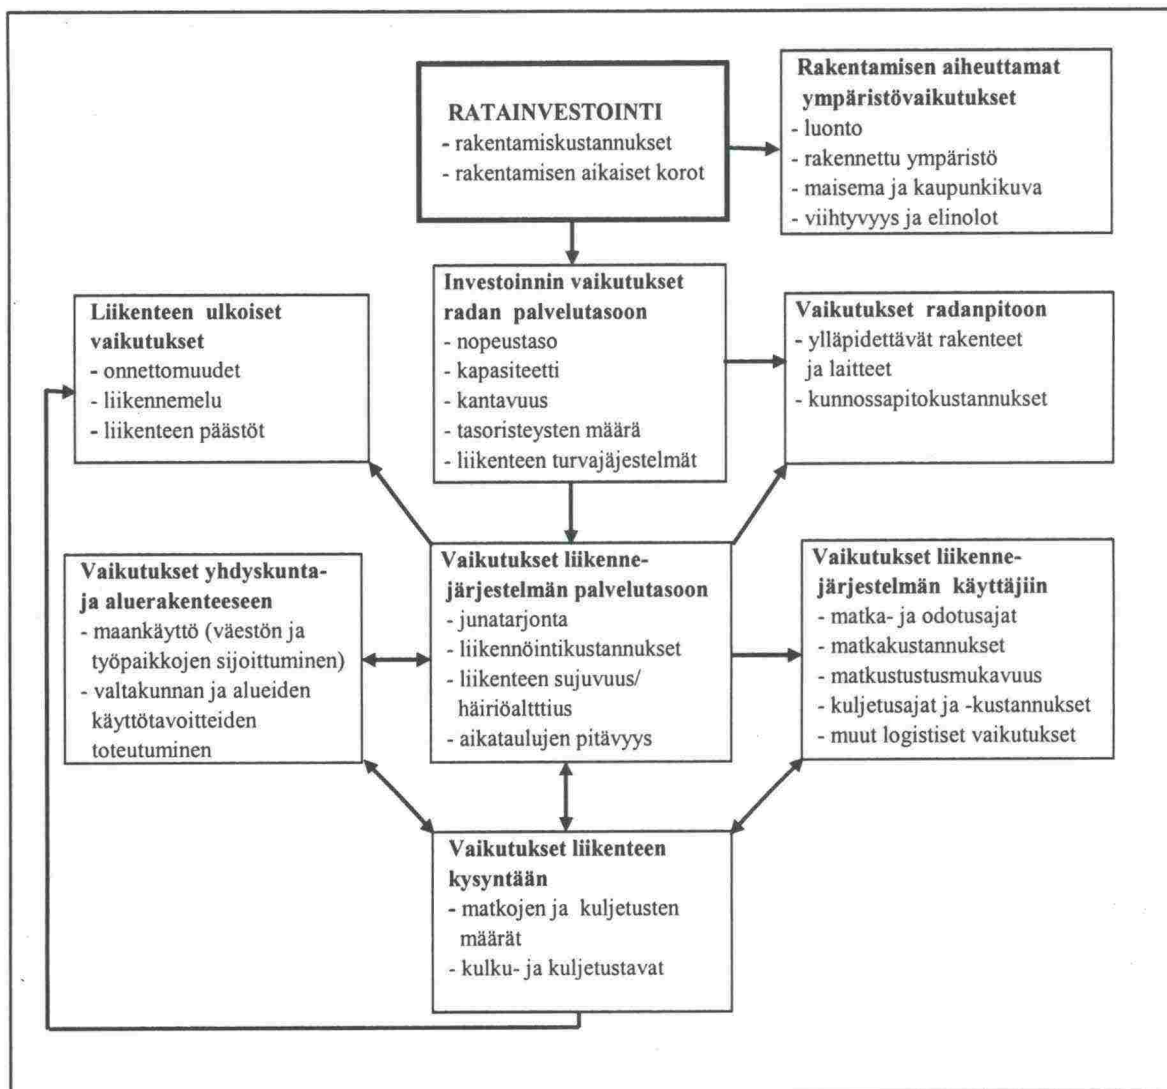 RATAINVESTOINTI
- rakentamiskustannukset
- rakentamisen aikaiset korot
Rakentamisen aiheuttamat
ympäristövaikutukset
- luonto
- rakennettu ympäristö
- maisema ja kaupunkikuva
- viihtyvyys ja elinolot
Liikenteen ulkoiset
vaikutukset
- onnettomuudet
- liikennemelu
- liikenteen päästöt
Investoinnin vaikutukset
radan palvelutasoon
- nopeustaso
- kapasiteetti
- kantavuus
- tasoristeysten määrä
- liikenteen turvajäjestelmät
Vaikutukset radanpitoon
- ylläpidettävät rakenteet
ja laitteet
- kunnossapitokustannukset
Vaikutukset yhdyskunta-
ja aluerakenteeseen
- maankäyttö (väestön ja
työpaikkojen sijoittuminen)
- valtakunnan ja alueiden
käyttötavoitteiden
toteutuminen
Vaikutukset liikenne-
järjestelmän palvelutasoon
- junatarjonta
- liikennöintikustannukset
- liikenteen sujuvuus/
häiriöaltttius
- aikataulujen pitävyys
Vaikutukset liikenne-
järjestelmän käyttäjiin
- matka- ja odotusajat
- matkakustannukset
- matkustustusmukavuus
- kuljetusajat ja -kustannukset
- muut logistiset vaikutukset
Vaikutukset liikenteen
kysyntään
- matkojen ja kuljetusten
määrät
- kulku- ja kuljetustavat